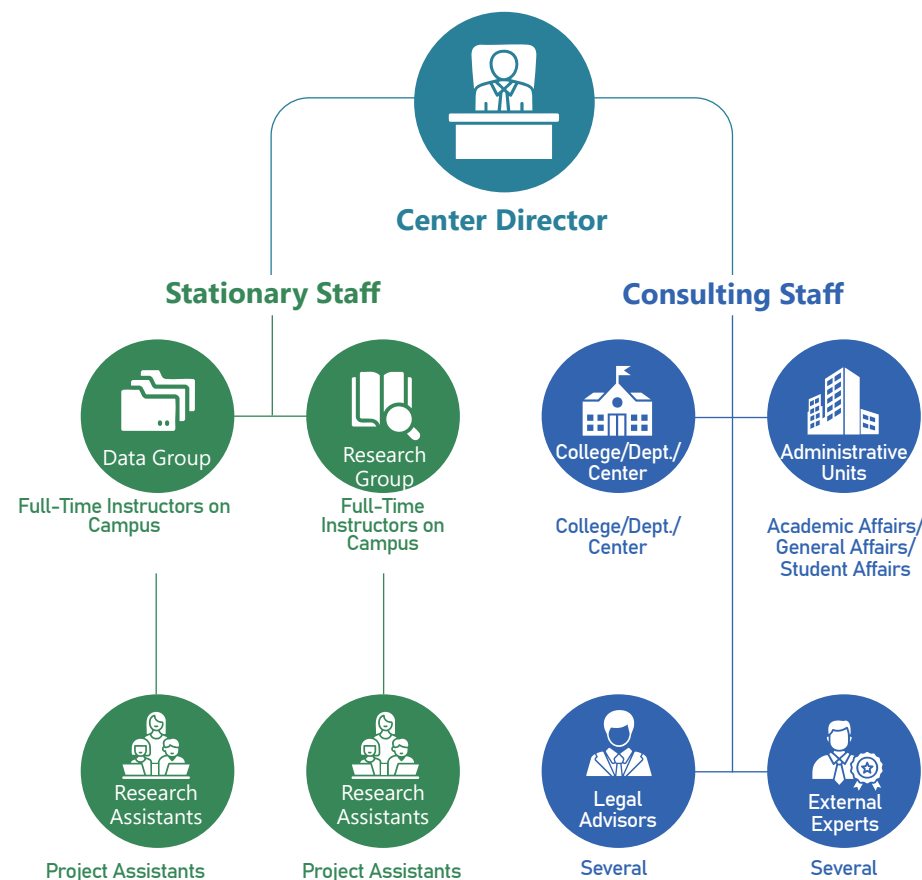 Center Director
Stationary Staff
Consulting Staff
Data Group
Research
Group
College/Dept./
Center
Administrative
Units
Full-Time Instructors on
Campus
Full-Time
Instructors on
Campus
College/Dept./
Center
Academic Affairs/
General Affairs/
Student Affairs
Research
Assistants
Research
Assistants
Legal
Advisors
External
Experts
Project Assistants
Project Assistants
Several
Several